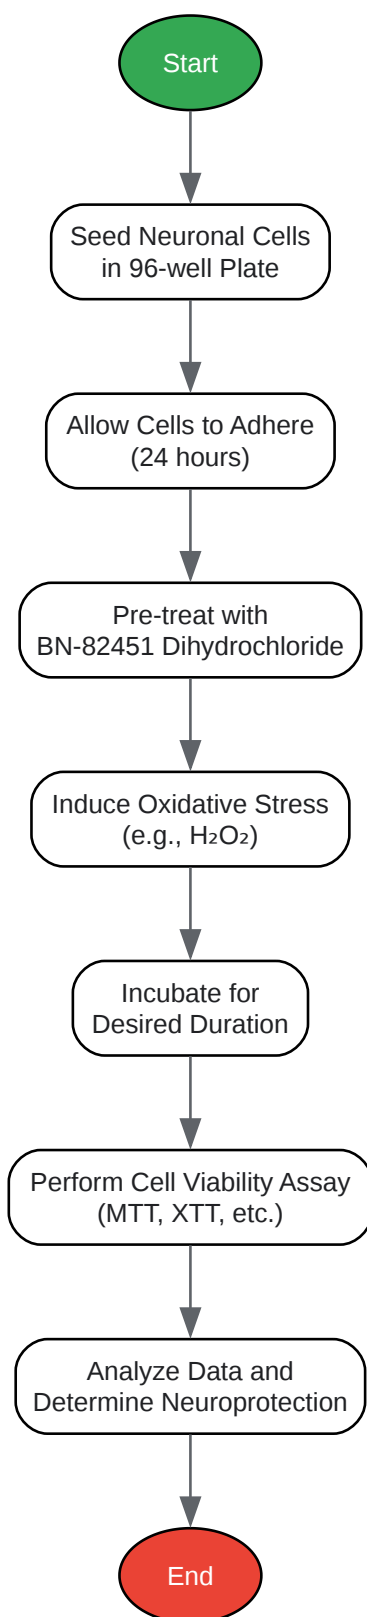 Start
Seed Neuronal Cells
in 96-well Plate
Allow Cells to Adhere
(24 hours)
Pre-treat with
BN-82451 Dihydrochloride
Induce Oxidative Stress
(e.g., H₂O₂)
Incubate for
Desired Duration
Perform Cell Viability Assay
(MTT, XTT, etc.)
Analyze Data and
Determine Neuroprotection
End